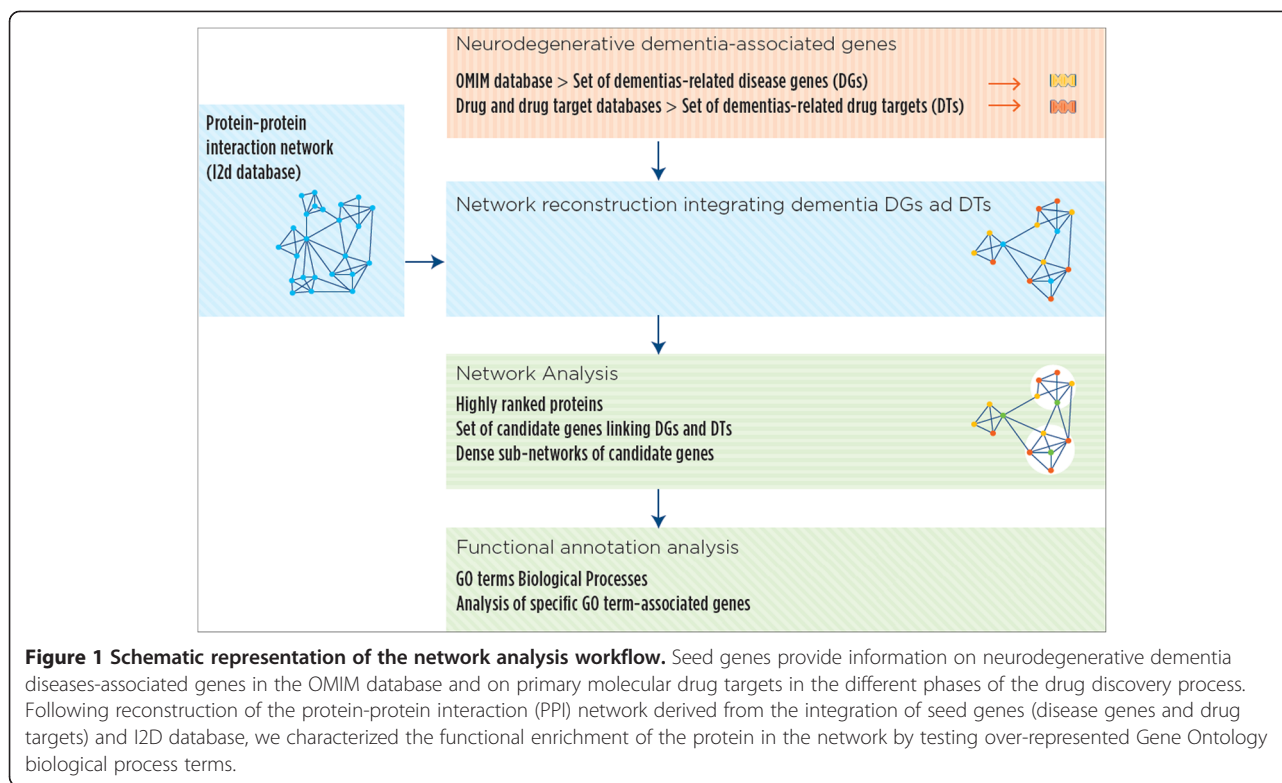 Neurodegenerative dementia-associated genes
OMIM database > Set of dementias-related disease genes (DGs)
Drug and drug target databases > Set of dementias-related drug targets (DTs)
Protein-protein
interaction network
(I2d database)
Network reconstruction integrating dementia DGs ad DTs
Network Analysis
Highly ranked proteins
Set of candidate genes linking DGs and DTs
Dense sub-networks of candidate genes
Functional annotation analysis
GO terms Biological Processes
Analysis of specific GO term-associated genes
Figure 1 Schematic representation of the network analysis workflow. Seed genes provide information on neurodegenerative dementia
diseases-associated genes in the OMIM database and on primary molecular drug targets in the different phases of the drug discovery process.
Following reconstruction of the protein-protein interaction (PPI) network derived from the integration of seed genes (disease genes and drug
targets) and I2D database, we characterized the functional enrichment of the protein in the network by testing over-represented Gene Ontology
biological process terms.